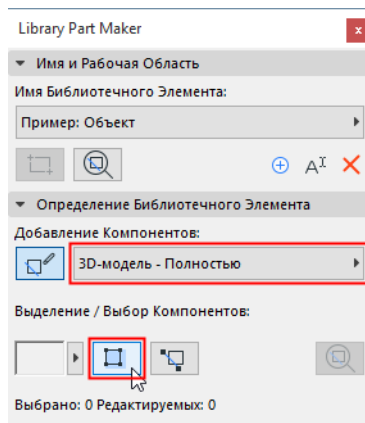 Library Part Maker
Имя и Рабочая Область
Имя Библиотечного Элемента:
Пример: Объект
Определение Библиотечного Элемента
Добавление Компонентов:
3D-модель - Полностью
Выделение / Выбор Компонентов:
Выбрано: 0 Редактируемых: 0